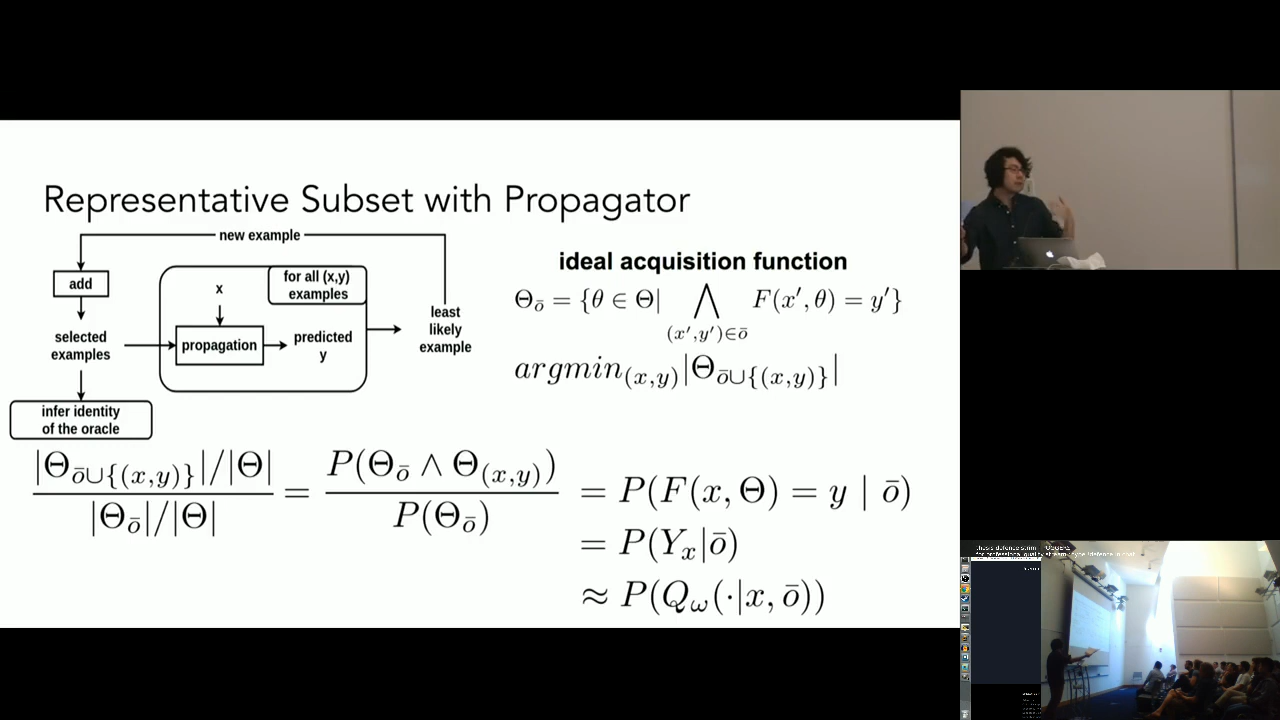 Representative Subset with Propagator
new example
add
for all (x,y)
examples
x
selected
examples
propagation
predicted
y
least
likely
example
infer identity
of the oracle
ideal acquisition function
Θ_ō = {θ ∈ Θ| ⋀_{(x′,y′)∈ō} F(x′, θ) = y′}
argmin_{(x,y)}|Θ_{ō∪{(x,y)}}|
|Θ_{ō∪{(x,y)}}|/|Θ| / |Θ_ō|/|Θ| = P(Θ_ō ∧ Θ_{(x,y)}) / P(Θ_ō) = P(F(x, Θ) = y | ō)
= P(Y_x|ō)
≈ P(Q_ω(·|x, ō))